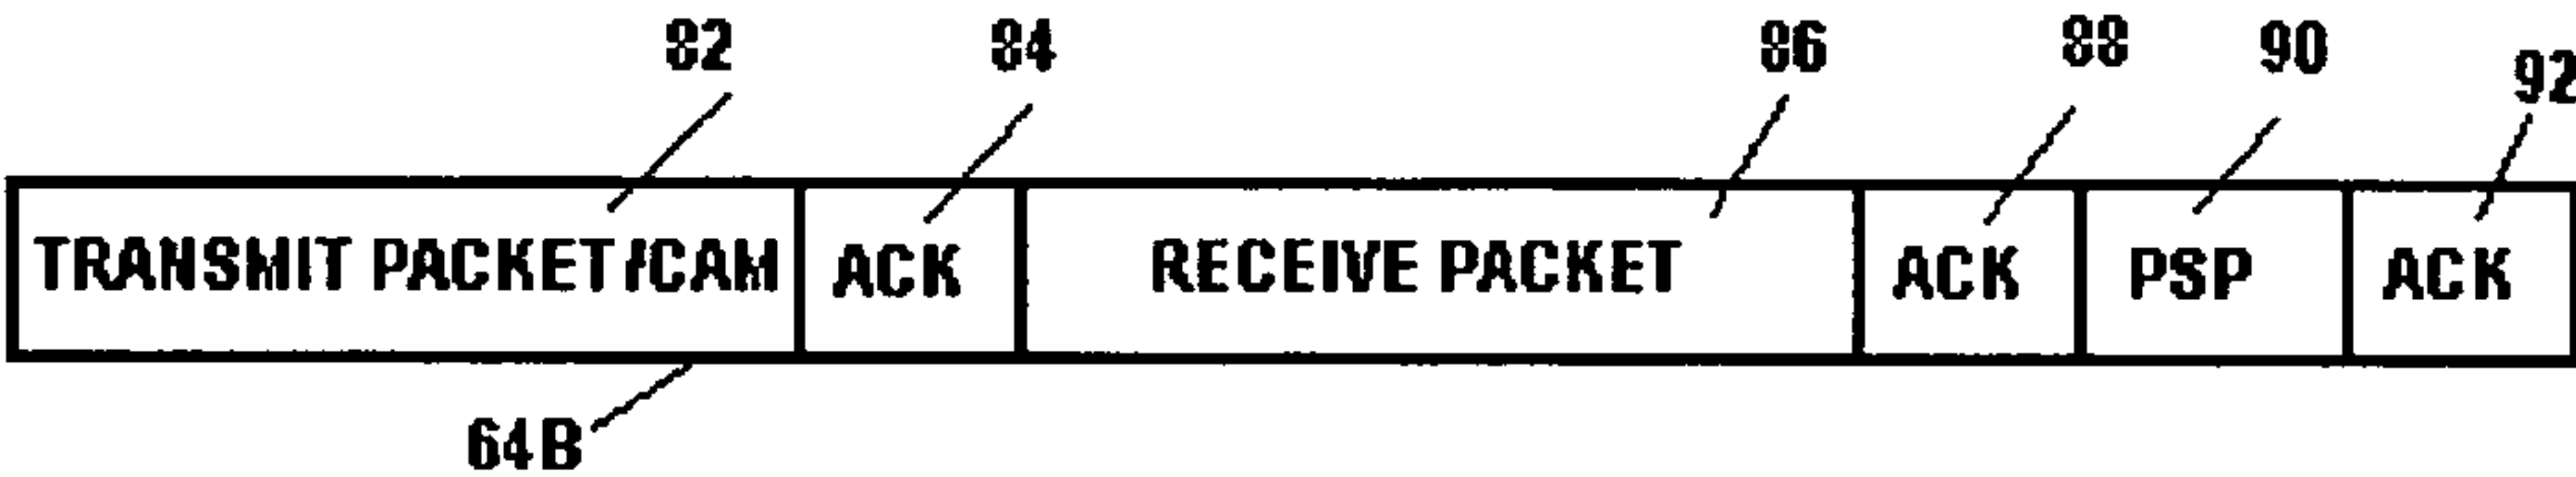 82 84 86 88 90 92
TRANSMIT PACKET/CAM ACK RECEIVE PACKET ACK PSP ACK
64B